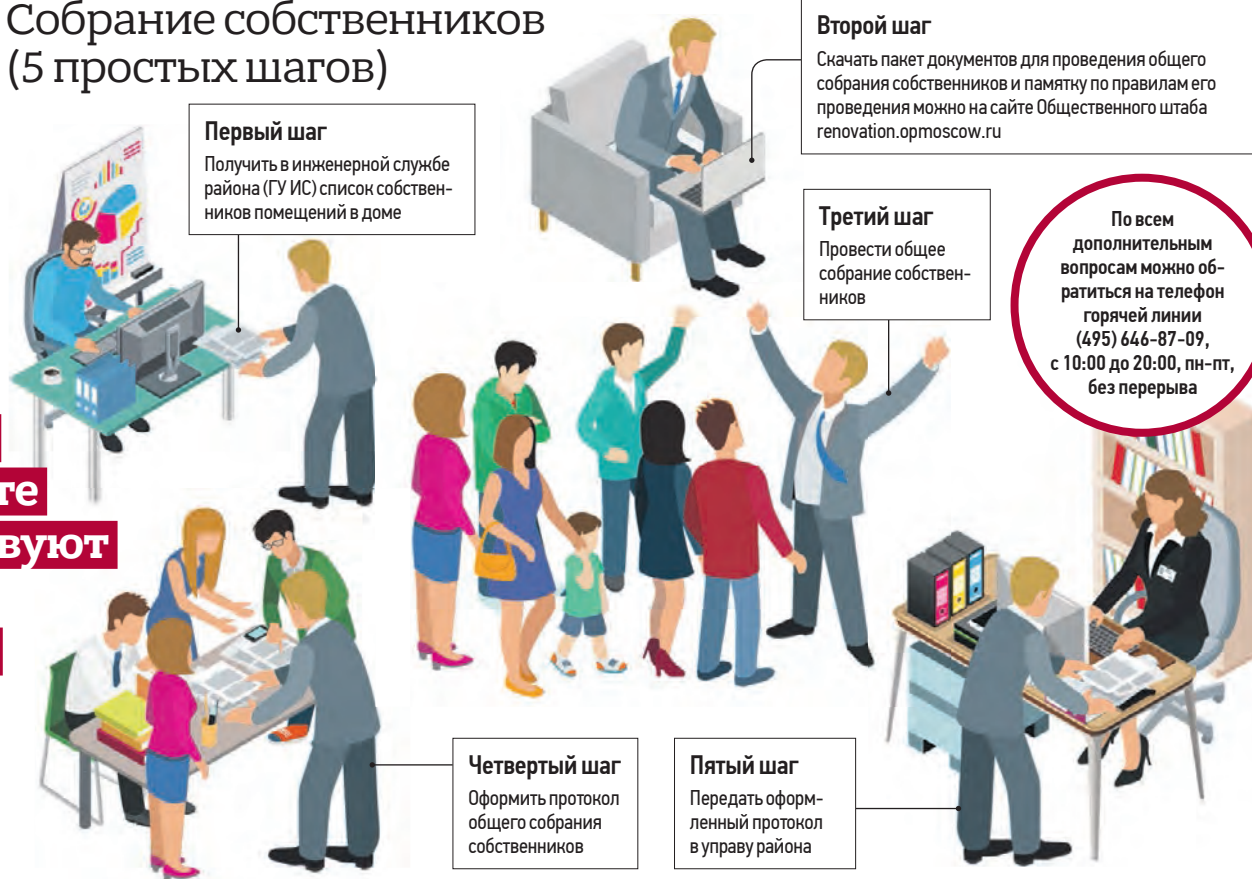 Собрание собственников
(5 простых шагов)
Первый шаг
Получить в инженерной службе
района (ГУ ИС) список собствен-
ников помещений в доме
Второй шаг
Скачать пакет документов для проведения общего
собрания собственников и памятку по правилам его
проведения можно на сайте Общественного штаба
renovation.opmoscow.ru
Третий шаг
Провести общее
собрание собствен-
ников
По всем
дополнительным
вопросам можно об-
ратиться на телефон
горячей линии
(495) 646-87-09,
с 10:00 до 20:00, пн-пт,
без перерыва
те
вуют
Четвертый шаг
Оформить протокол
общего собрания
собственников
Пятый шаг
Передать оформ-
ленный протокол
в управу района